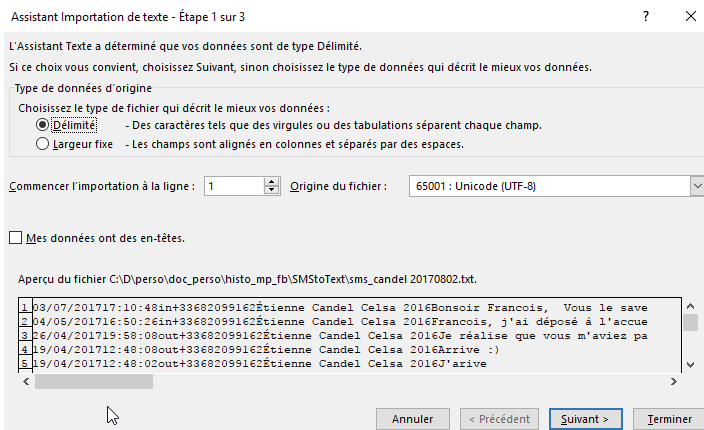 Assistant Importation de texte - Étape 1 sur 3
L'Assistant Texte a déterminé que vos données sont de type Délimité.
Si ce choix vous convient, choisissez Suivant, sinon choisissez le type de données qui décrit le mieux vos données.
Type de données d'origine
Choisissez le type de fichier qui décrit le mieux vos données :
Délimité - Des caractères tels que des virgules ou des tabulations séparent chaque champ.
Largeur fixe - Les champs sont alignés en colonnes et séparés par des espaces.
Commencer l'importation à la ligne : 1 Origine du fichier : 65001 : Unicode (UTF-8)
Mes données ont des en-têtes.
Aperçu du fichier C:\D\perso\doc_perso\histo_mp_fb\SMStoText\sms_candel 20170802.txt.
1 03/07/201717:10:48in+33682099162Étienne Candel Celsa 2016Bonsoir Francois,  Vous le save
2 04/05/201716:50:26in+33682099162Étienne Candel Celsa 2016Francois, j'ai déposé à l'accue
3 26/04/201719:58:08out+33682099162Étienne Candel Celsa 2016Je réalise que vous m'aviez pa
4 19/04/201712:48:08out+33682099162Étienne Candel Celsa 2016Arrive :)
5 19/04/201712:48:02out+33682099162Étienne Candel Celsa 2016J'arive
Annuler < Précédent Suivant > Terminer